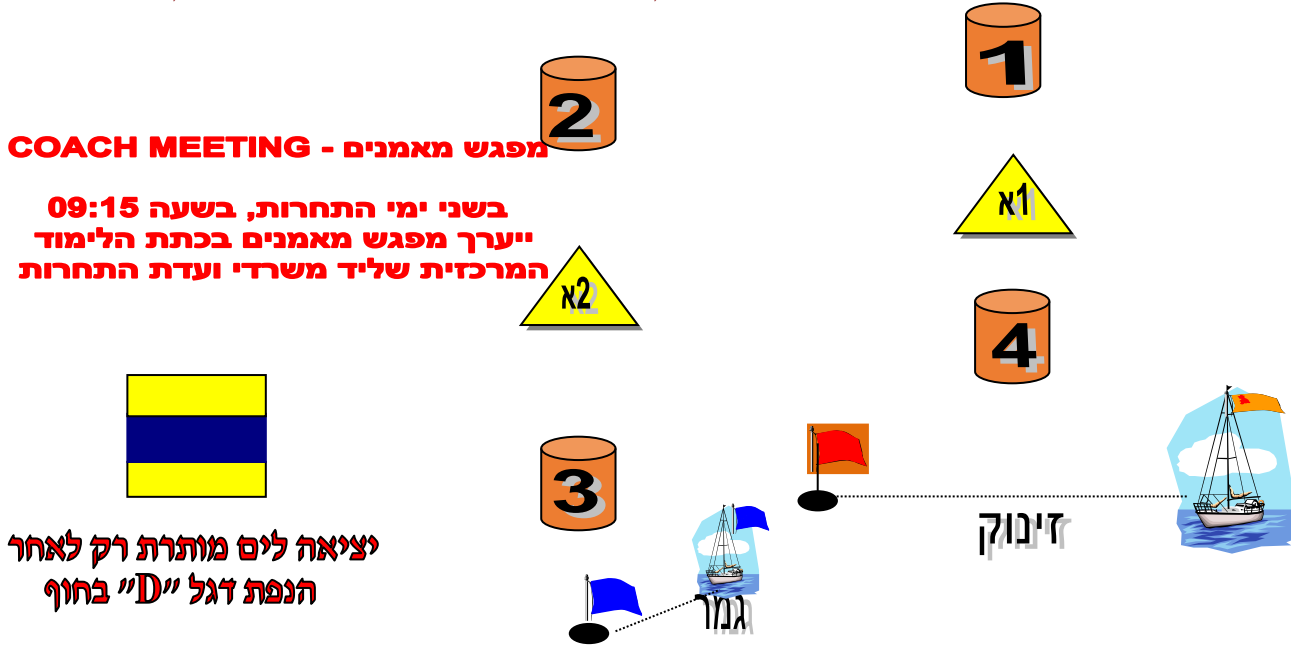 1
2
מפגש מאמנים - COACH MEETING
1א
בשני ימי התחרות, בשעה 09:15
ייערך מפגש מאמנים בכתת הלימוד
המרכזית שליד משרדי ועדת התחרות
2א
4
3
זינוק
יציאה לים מותרת רק לאחר
הנפת דגל "D" בחוף
גמר